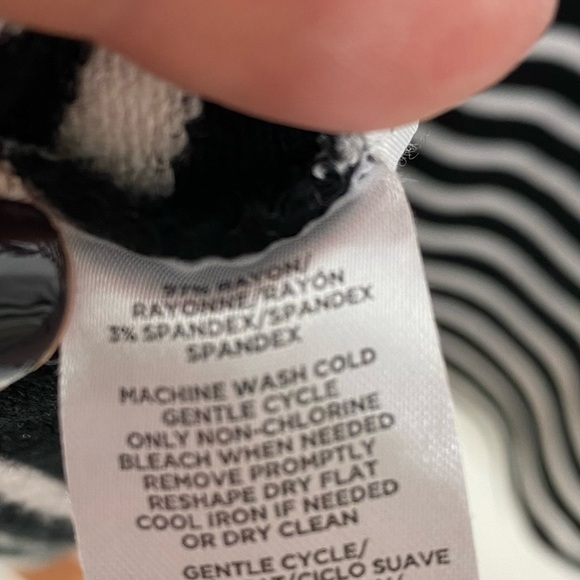 RAYON/
RAYONNE/RAYÓN
3% SPANDEX/SPANDEX
SPANDEX
MACHINE WASH COLD
GENTLE CYCLE
ONLY NON-CHLORINE
BLEACH WHEN NEEDED
REMOVE PROMPTLY
RESHAPE DRY FLAT
COOL IRON IF NEEDED
OR DRY CLEAN
GENTLE CYCLE/
/CICLO SUAVE